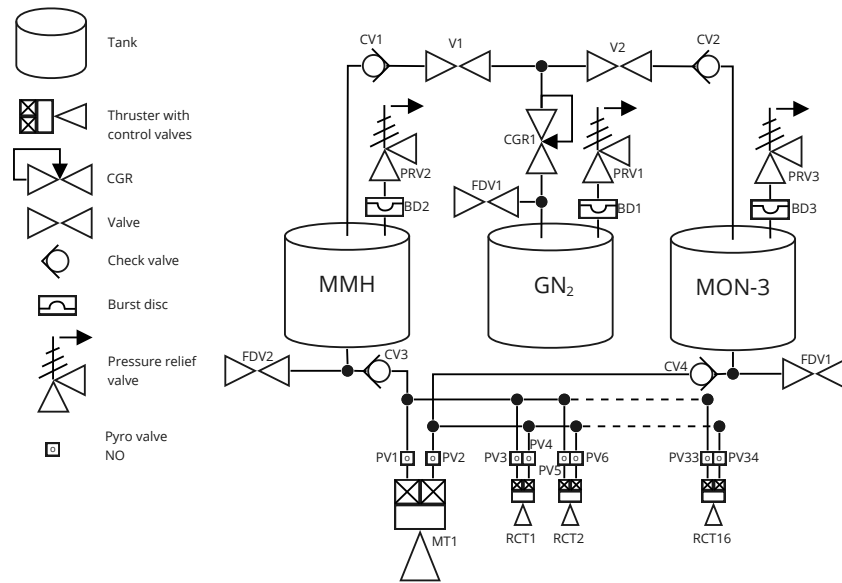 Tank
Thruster with
control valves
CGR
Valve
Check valve
Burst disc
Pressure relief
valve
Pyro valve
NO
CV1
V1
V2
CV2
CGR1
PRV2
PRV1
PRV3
FDV1
BD2
BD1
BD3
MMH
GN₂
MON-3
FDV2
CV3
CV4
FDV1
PV1
PV2
PV3
PV4
PV5
PV6
PV33
PV34
MT1
RCT1
RCT2
RCT16